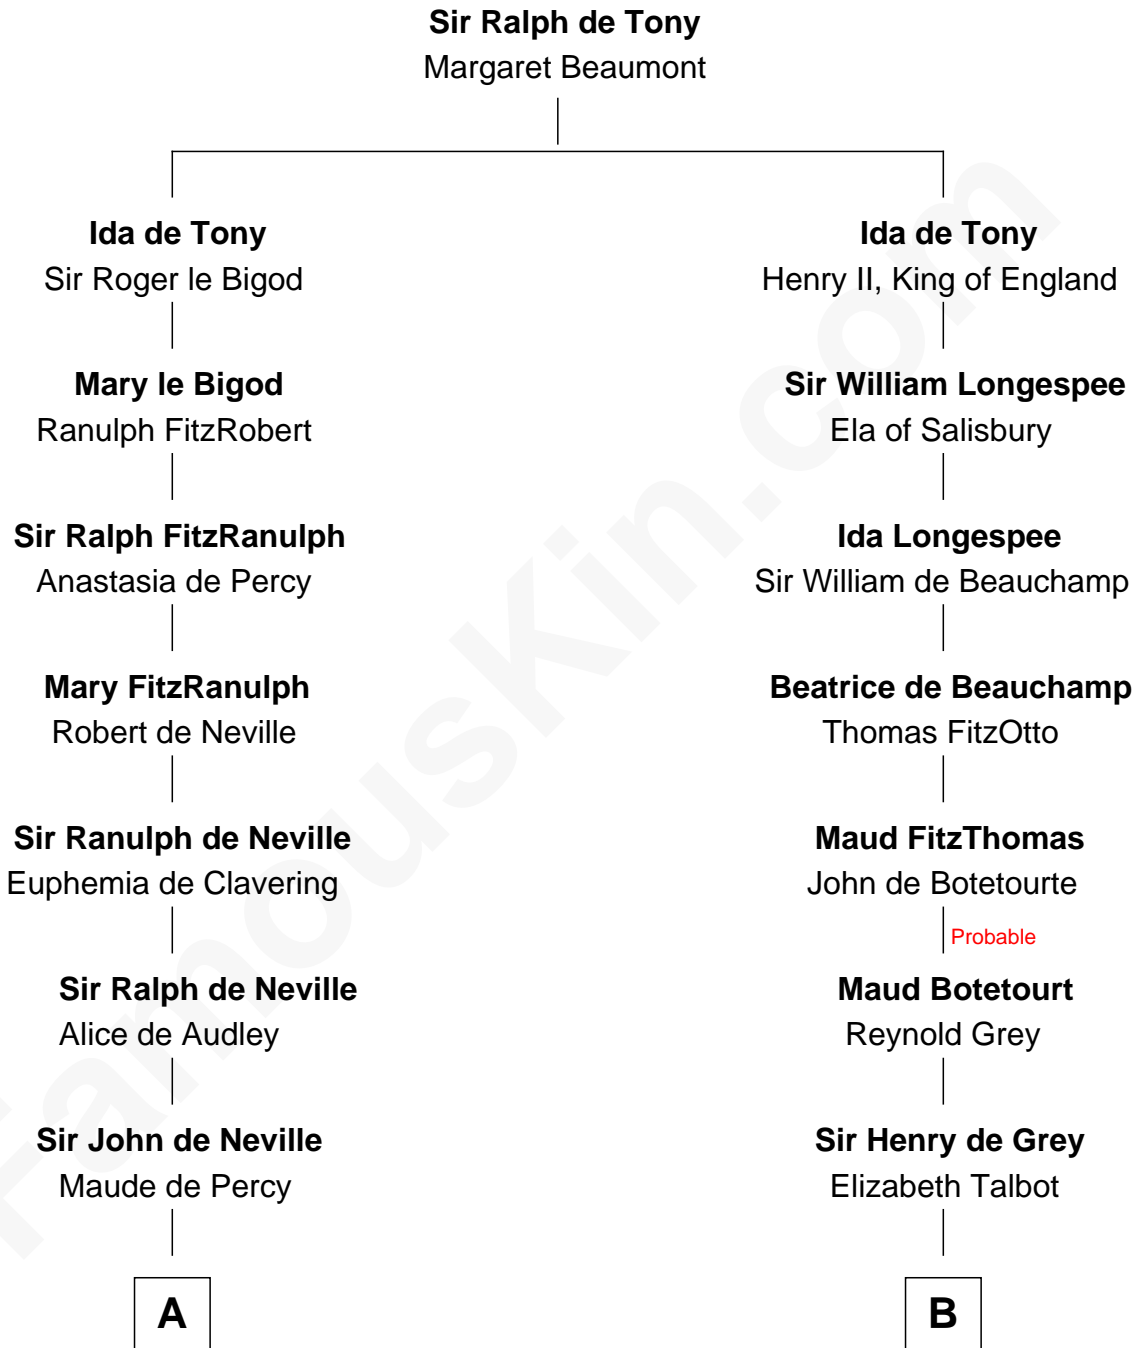 Sir Ralph de Tony
Margaret Beaumont
Ida de Tony
Sir Roger le Bigod
Ida de Tony
Henry II, King of England
Mary le Bigod
Ranulph FitzRobert
Sir William Longespee
Ela of Salisbury
Sir Ralph FitzRanulph
Anastasia de Percy
Ida Longespee
Sir William de Beauchamp
Mary FitzRanulph
Robert de Neville
Beatrice de Beauchamp
Thomas FitzOtto
Sir Ranulph de Neville
Euphemia de Clavering
Maud FitzThomas
John de Botetourte
Probable
Sir Ralph de Neville
Alice de Audley
Maud Botetourt
Reynold Grey
Sir John de Neville
Maude de Percy
Sir Henry de Grey
Elizabeth Talbot
A
B
FamousKin.com